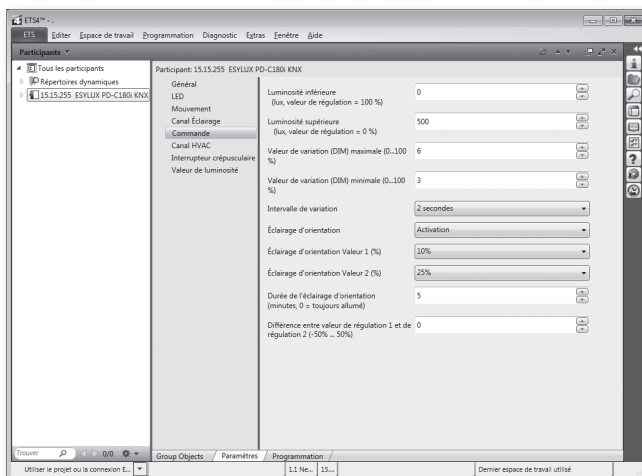 ETS4™ - .
ETS Editer Espace de travail Programmation Diagnostic Extras Fenêtre Aide
Participants
Tous les participants
Répertoires dynamiques
15.15.255 ESYLUX PD-C180i KNX
Participant: 15.15.255 ESYLUX PD-C180i KNX
Général
LED
Mouvement
Canal Éclairage
Commande
Canal HVAC
Interrupteur crépusculaire
Valeur de luminosité
Luminosité inférieure
(lux, valeur de régulation = 100 %)
0
Luminosité supérieure
(lux, valeur de régulation = 0 %)
500
Valeur de variation (DIM) maximale (0...100
%)
6
Valeur de variation (DIM) minimale (0...100
%)
3
Intervalle de variation
2 secondes
Éclairage d'orientation
Activation
Éclairage d'orientation Valeur 1 (%)
10%
Éclairage d'orientation Valeur 2 (%)
25%
Durée de l'éclairage d'orientation
(minutes, 0 = toujours allumé)
5
Différence entre valeur de régulation 1 et de
régulation 2 (-50% ... 50%)
0
Trouver
0/0
Group Objects / Paramètres / Programmation
Utiliser le projet ou la connexion E...
1.1 Ne...
15....
Dernier espace de travail utilisé